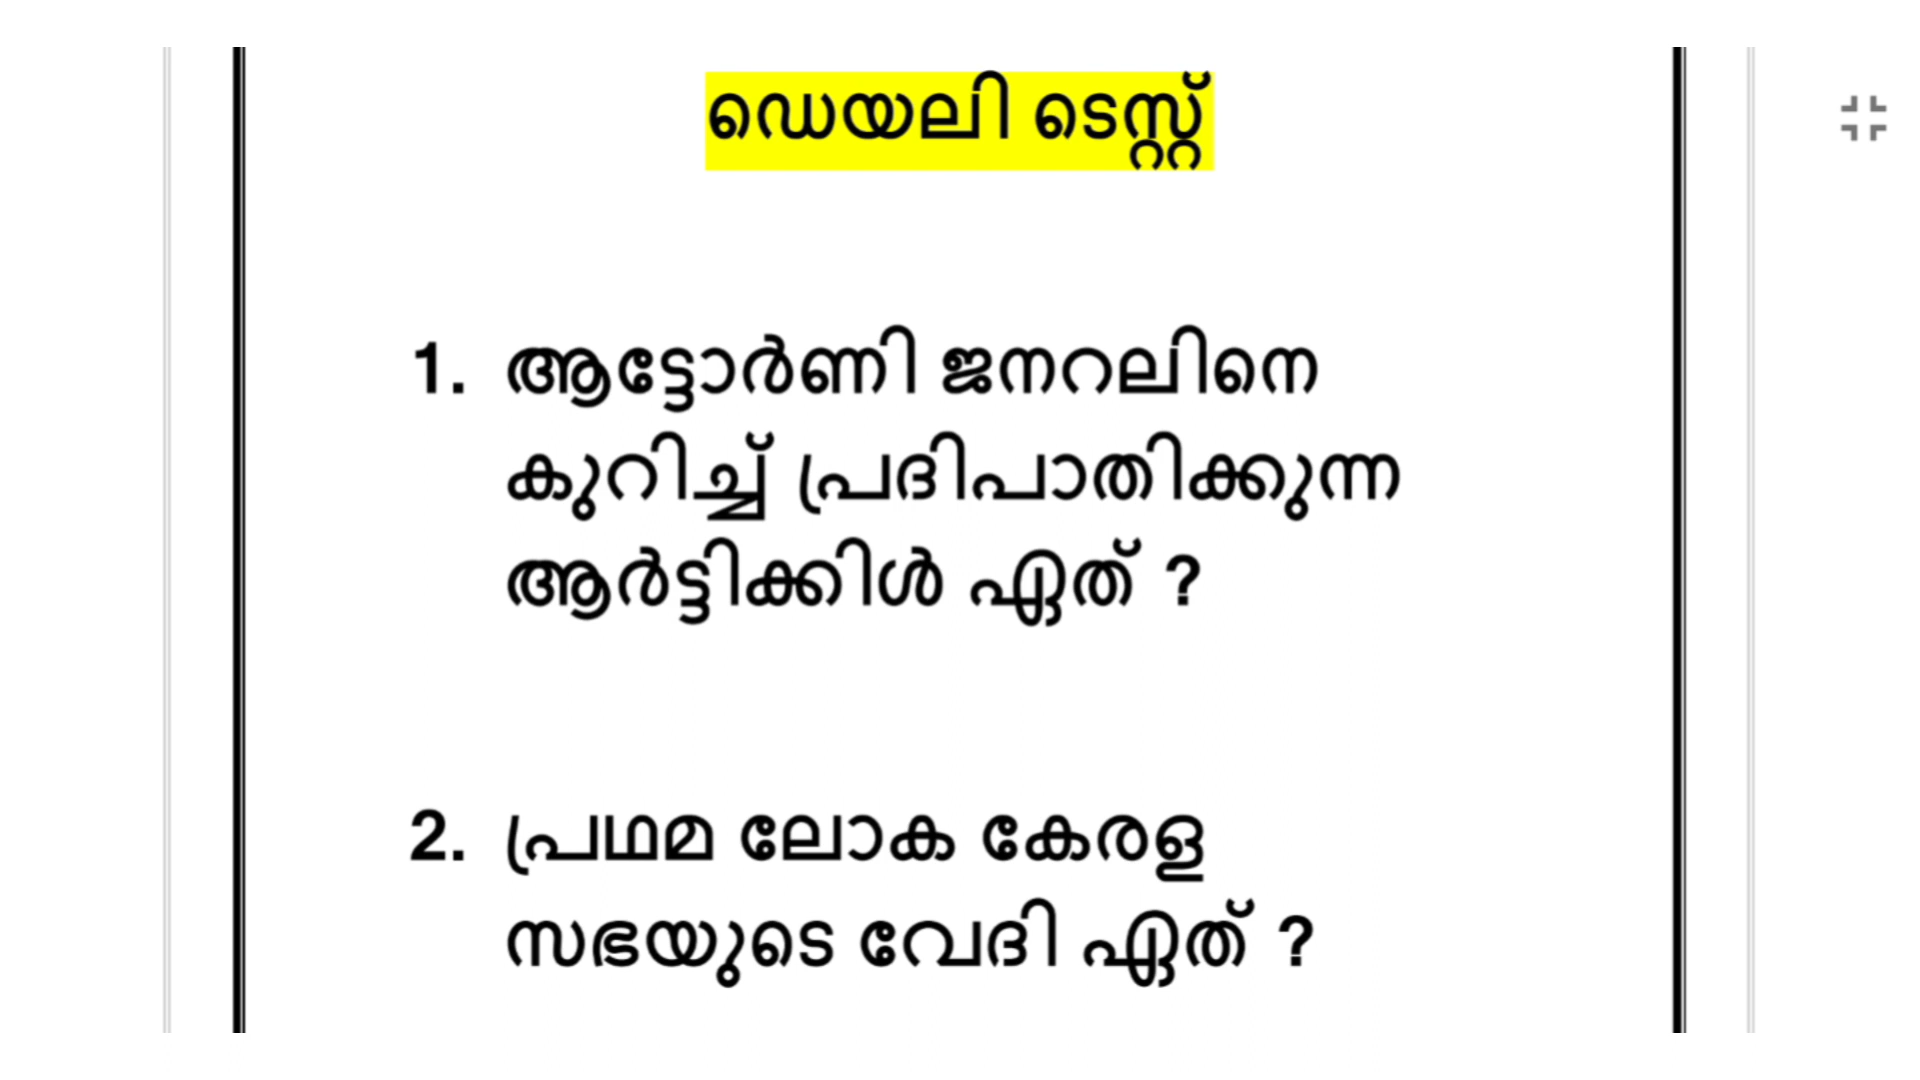 ഡെയലി ടെസ്റ്റ്
1. ആട്ടോർണി ജനറലിനെ
കുറിച്ച് പ്രദിപാതിക്കുന്ന
ആർട്ടിക്കിൾ ഏത് ?
2. പ്രഥമ ലോക കേരള
സഭയുടെ വേദി ഏത് ?